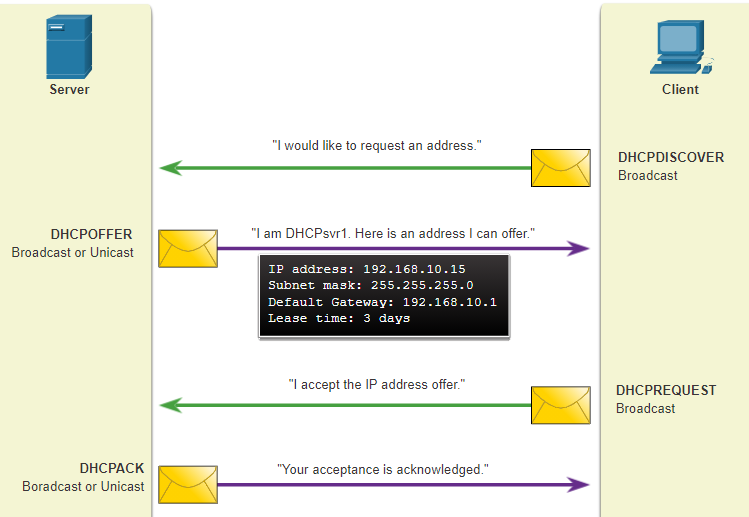 Server
Client
"I would like to request an address."
DHCPDISCOVER
Broadcast
DHCPOFFER
Broadcast or Unicast
"I am DHCPsvr1. Here is an address I can offer."
IP address: 192.168.10.15
Subnet mask: 255.255.255.0
Default Gateway: 192.168.10.1
Lease time: 3 days
"I accept the IP address offer."
DHCPREQUEST
Broadcast
DHCPACK
Boradcast or Unicast
"Your acceptance is acknowledged."